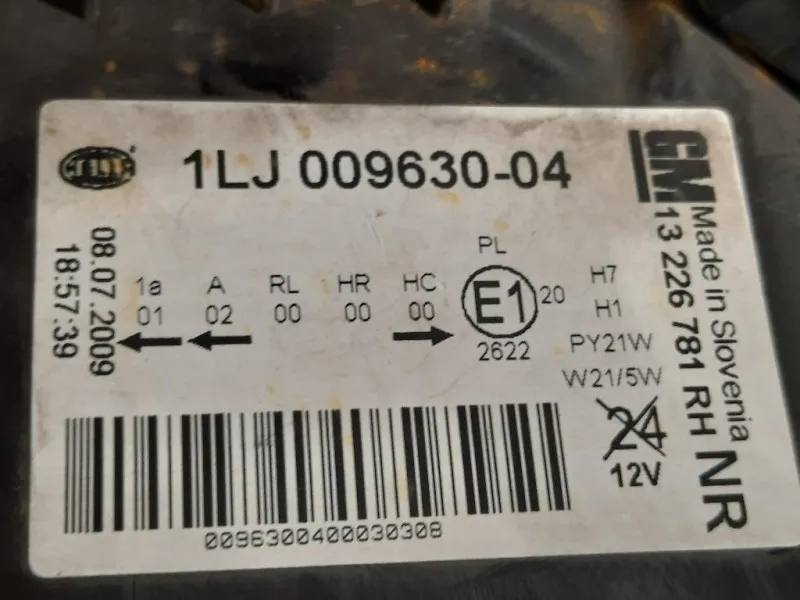 HELLA
1LJ 009630-04
08.07.2009
18:57:39
1a A RL HR HC PL
01 02 00 00 00 E1 20
2622
H7
H1
PY21W
W21/5W
24
12V
0096300400030308
GM
Made in Slovenia
13 226 781 RH
NR